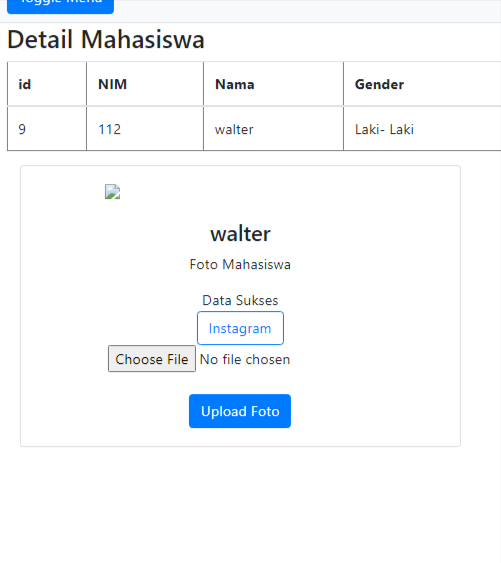 Toggle Menu
Detail Mahasiswa
id NIM Nama Gender
9 112 walter Laki- Laki
walter
Foto Mahasiswa
Data Sukses
Instagram
Choose File No file chosen
Upload Foto